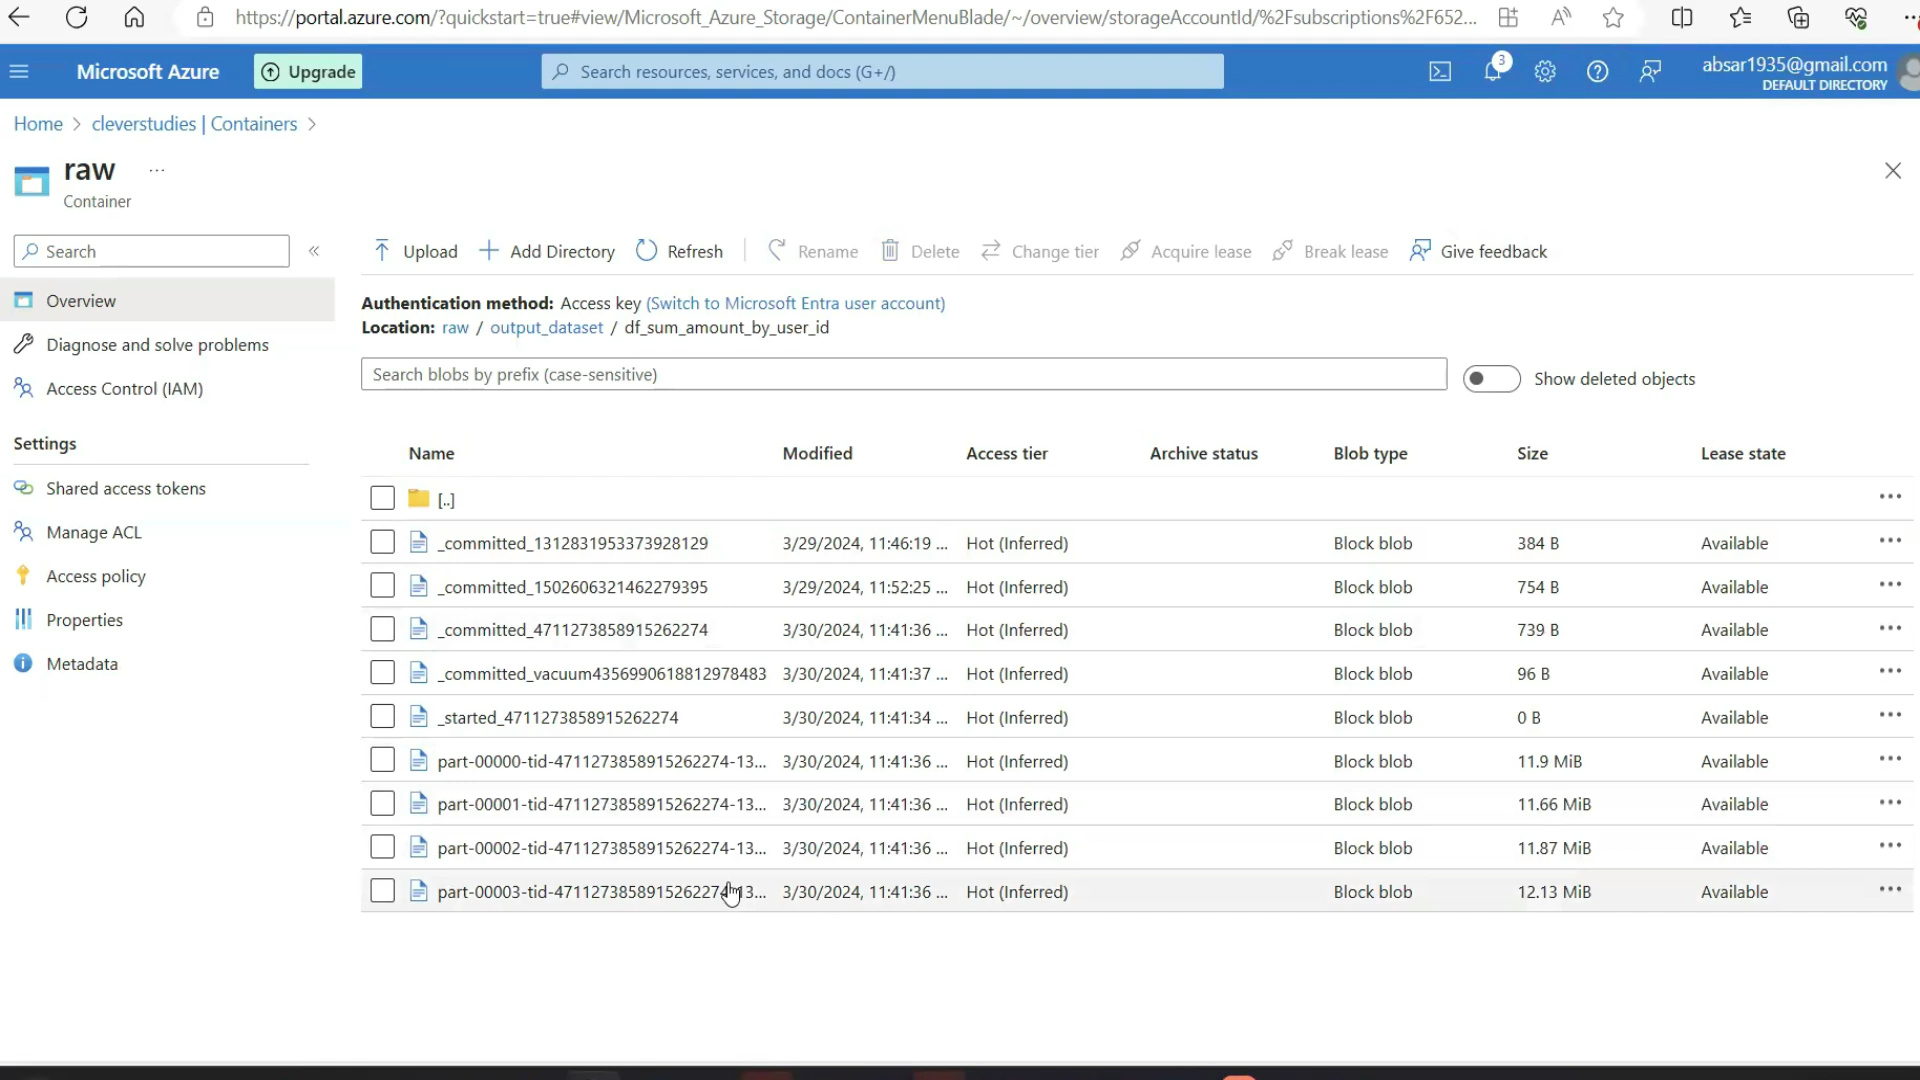 https://portal.azure.com/?quickstart=true#view/Microsoft_Azure_Storage/ContainerMenuBlade/~/overview/storageAccountId/%2Fsubscriptions%2F652...
Microsoft Azure
Upgrade
Search resources, services, and docs (G+/)
3
absar1935@gmail.com
DEFAULT DIRECTORY
Home > cleverstudies | Containers >
raw ...
Container
Search
Upload
Add Directory
Refresh
Rename
Delete
Change tier
Acquire lease
Break lease
Give feedback
Overview
Diagnose and solve problems
Access Control (IAM)
Settings
Shared access tokens
Manage ACL
Access policy
Properties
Metadata
Authentication method: Access key (Switch to Microsoft Entra user account)
Location: raw / output_dataset / df_sum_amount_by_user_id
Search blobs by prefix (case-sensitive)
Show deleted objects
Name Modified Access tier Archive status Blob type Size Lease state
[..]
_committed_1312831953373928129 3/29/2024, 11:46:19 ... Hot (Inferred) Block blob 384 B Available
_committed_1502606321462279395 3/29/2024, 11:52:25 ... Hot (Inferred) Block blob 754 B Available
_committed_4711273858915262274 3/30/2024, 11:41:36 ... Hot (Inferred) Block blob 739 B Available
_committed_vacuum4356990618812978483 3/30/2024, 11:41:37 ... Hot (Inferred) Block blob 96 B Available
_started_4711273858915262274 3/30/2024, 11:41:34 ... Hot (Inferred) Block blob 0 B Available
part-00000-tid-4711273858915262274-13... 3/30/2024, 11:41:36 ... Hot (Inferred) Block blob 11.9 MiB Available
part-00001-tid-4711273858915262274-13... 3/30/2024, 11:41:36 ... Hot (Inferred) Block blob 11.66 MiB Available
part-00002-tid-4711273858915262274-13... 3/30/2024, 11:41:36 ... Hot (Inferred) Block blob 11.87 MiB Available
part-00003-tid-4711273858915262274-13... 3/30/2024, 11:41:36 ... Hot (Inferred) Block blob 12.13 MiB Available